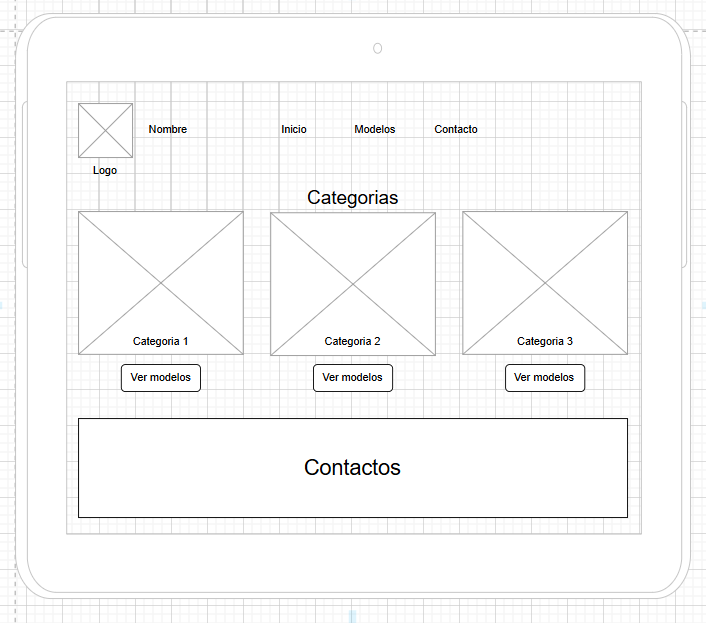 Nombre
Inicio
Modelos
Contacto
Logo
Categorias
Categoria 1
Categoria 2
Categoria 3
Ver modelos
Ver modelos
Ver modelos
Contactos